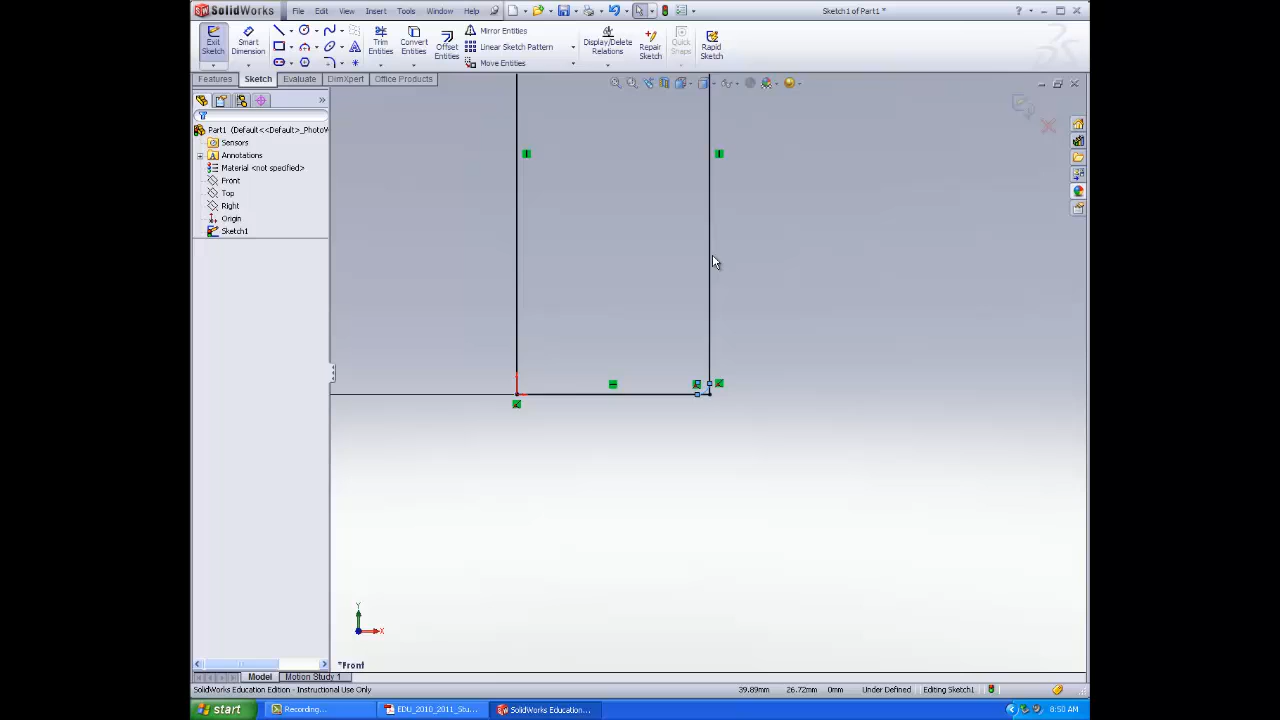 SolidWorks File Edit View Insert Tools Window Help Sketch1 of Part1 *
Exit Sketch
Smart Dimension
Trim Entities
Convert Entities
Offset Entities
Mirror Entities
Linear Sketch Pattern
Move Entities
Display/Delete Relations
Repair Sketch
Quick Snaps
Rapid Sketch
Features Sketch Evaluate DimXpert Office Products
Part1 (Default<<Default>_PhotoW
Sensors
Annotations
Material <not specified>
Front
Top
Right
Origin
Sketch1
Y
X
*Front
Model Motion Study 1
SolidWorks Education Edition - Instructional Use Only 39.89mm 26.72mm 0mm Under Defined Editing Sketch1
start Recording... EDU_2010_2011_Stu... SolidWorks Education... 8:50 AM